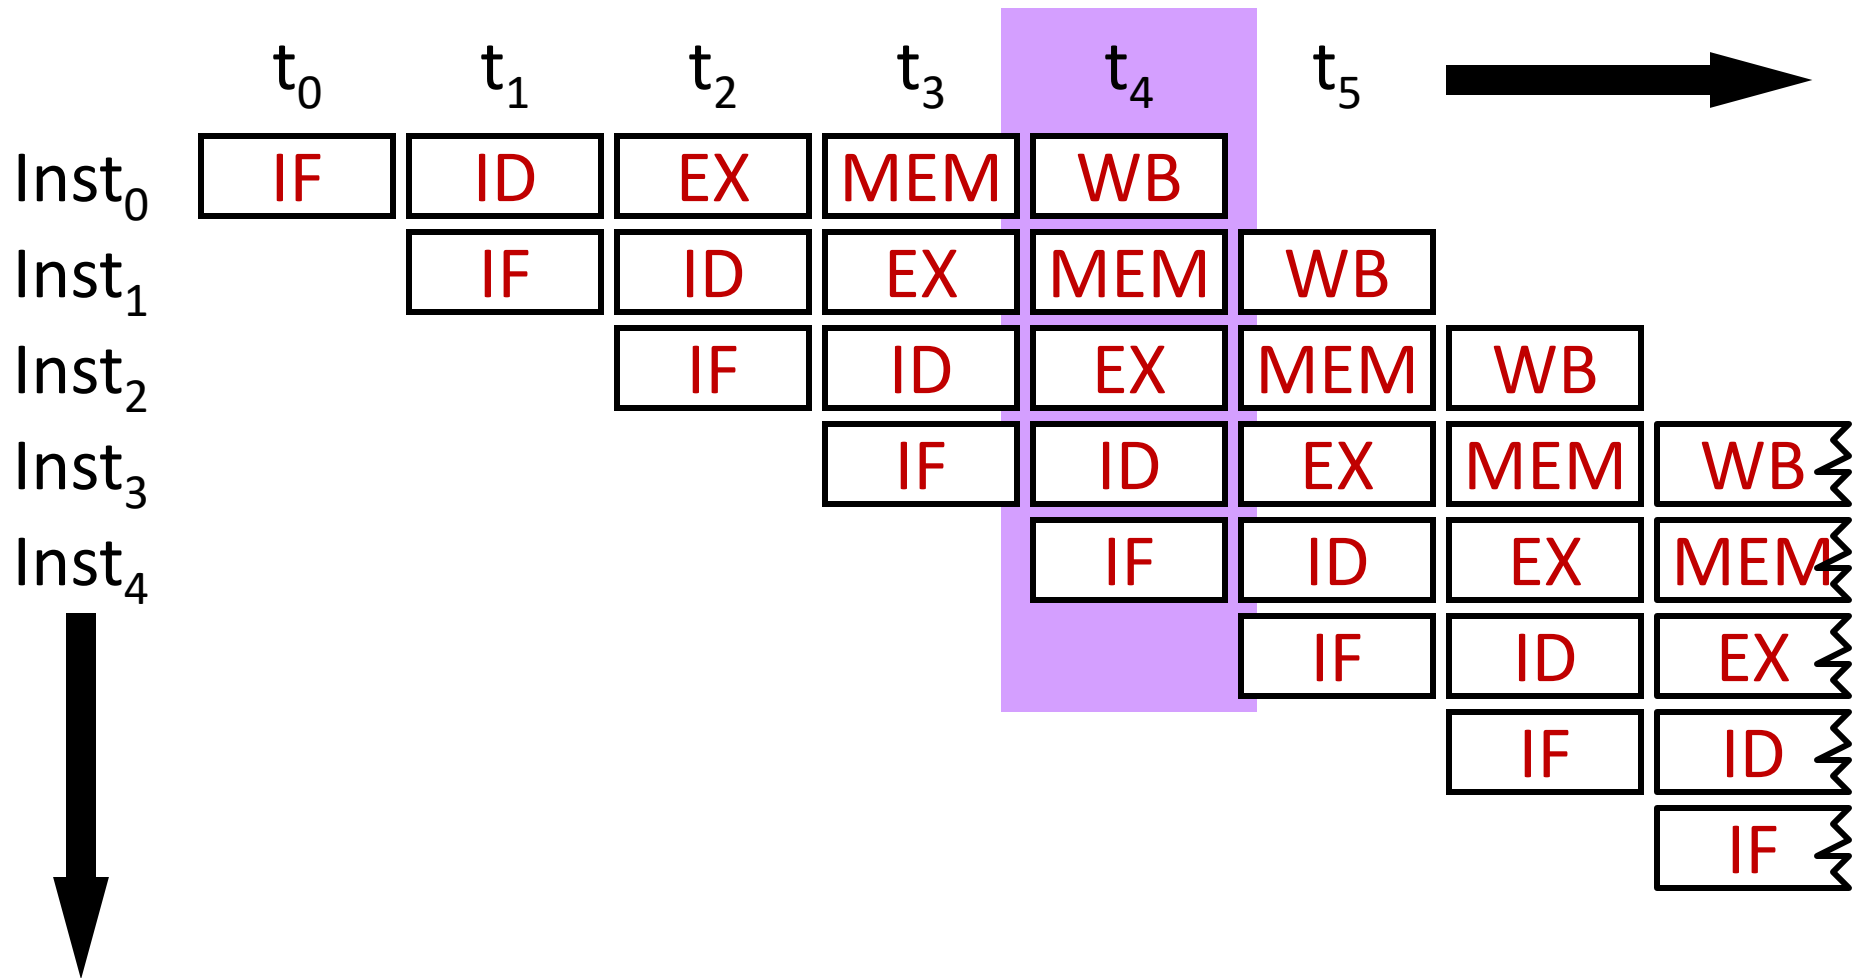 t0 t1 t2 t3 t4 t5
Inst0 IF ID EX MEM WB
Inst1 IF ID EX MEM WB
Inst2 IF ID EX MEM WB
Inst3 IF ID EX MEM WB
Inst4 IF ID EX MEM
IF ID EX
IF ID
IF